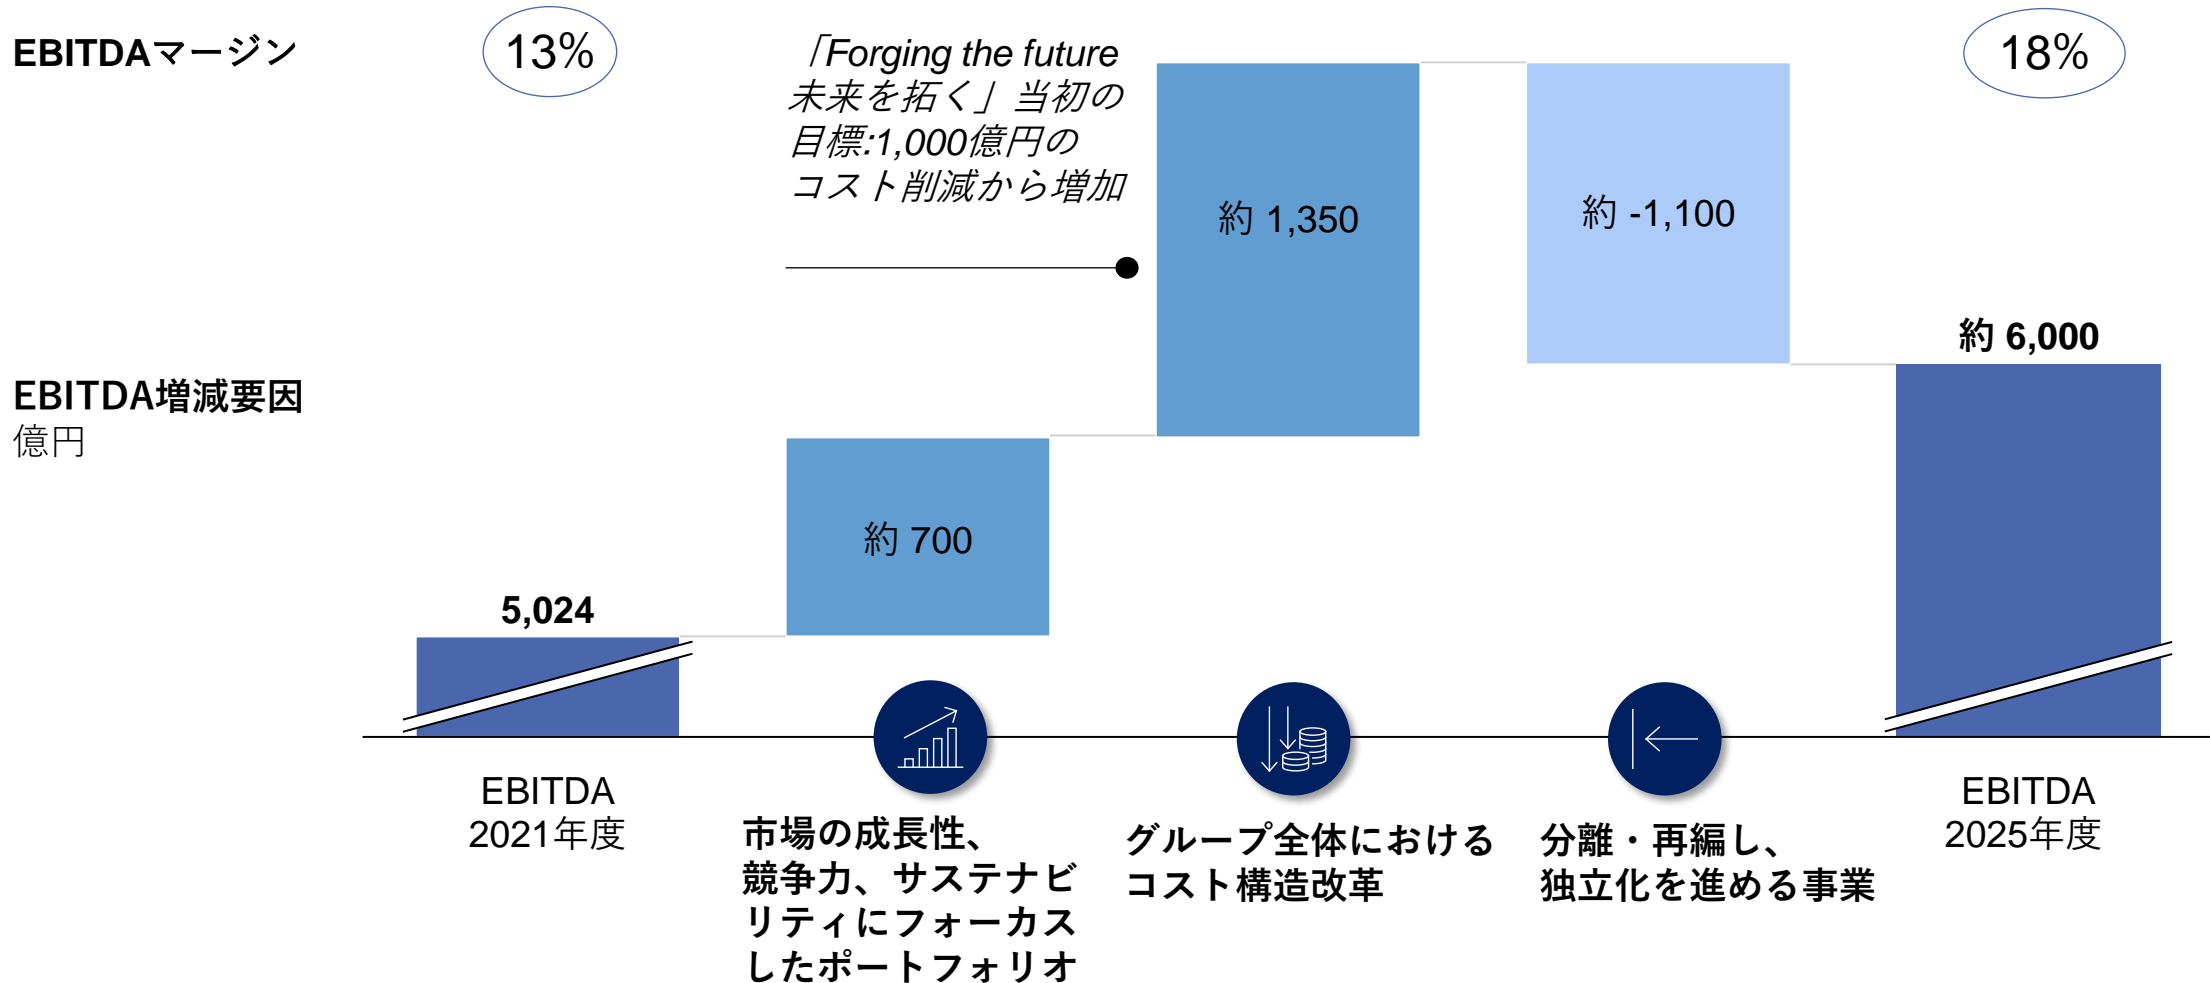 EBITDAマージン
13%
「Forging the future
未来を拓く」当初の
目標:1,000億円の
コスト削減から増加
18%
約 1,350
約 -1,100
約 6,000
EBITDA増減要因
億円
約 700
5,024
EBITDA
2021年度
市場の成長性、
競争力、サステナビ
リティにフォーカス
したポートフォリオ
グループ全体における
コスト構造改革
分離・再編し、
独立化を進める事業
EBITDA
2025年度